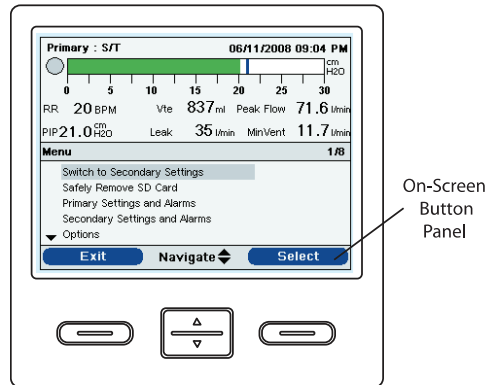 Primary : S/T 06/11/2008 09:04 PM
cm
H2O
0 5 10 15 20 25 30
RR 20 BPM Vte 837 ml Peak Flow 71.6 l/min
PIP 21.0 cm H2O Leak 35 l/min MinVent 11.7 l/min
Menu 1/8
Switch to Secondary Settings
Safely Remove SD Card
Primary Settings and Alarms
Secondary Settings and Alarms
Options
Exit Navigate Select
On-Screen
Button
Panel